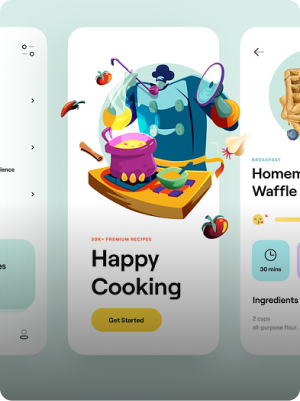 ience
es
20K+ PREMIUM RECIPES
Happy
Cooking
Get Started
BREAKFAST
Homem
Waffle
30 mins
Ingredients
2 cups
all-purpose flour,